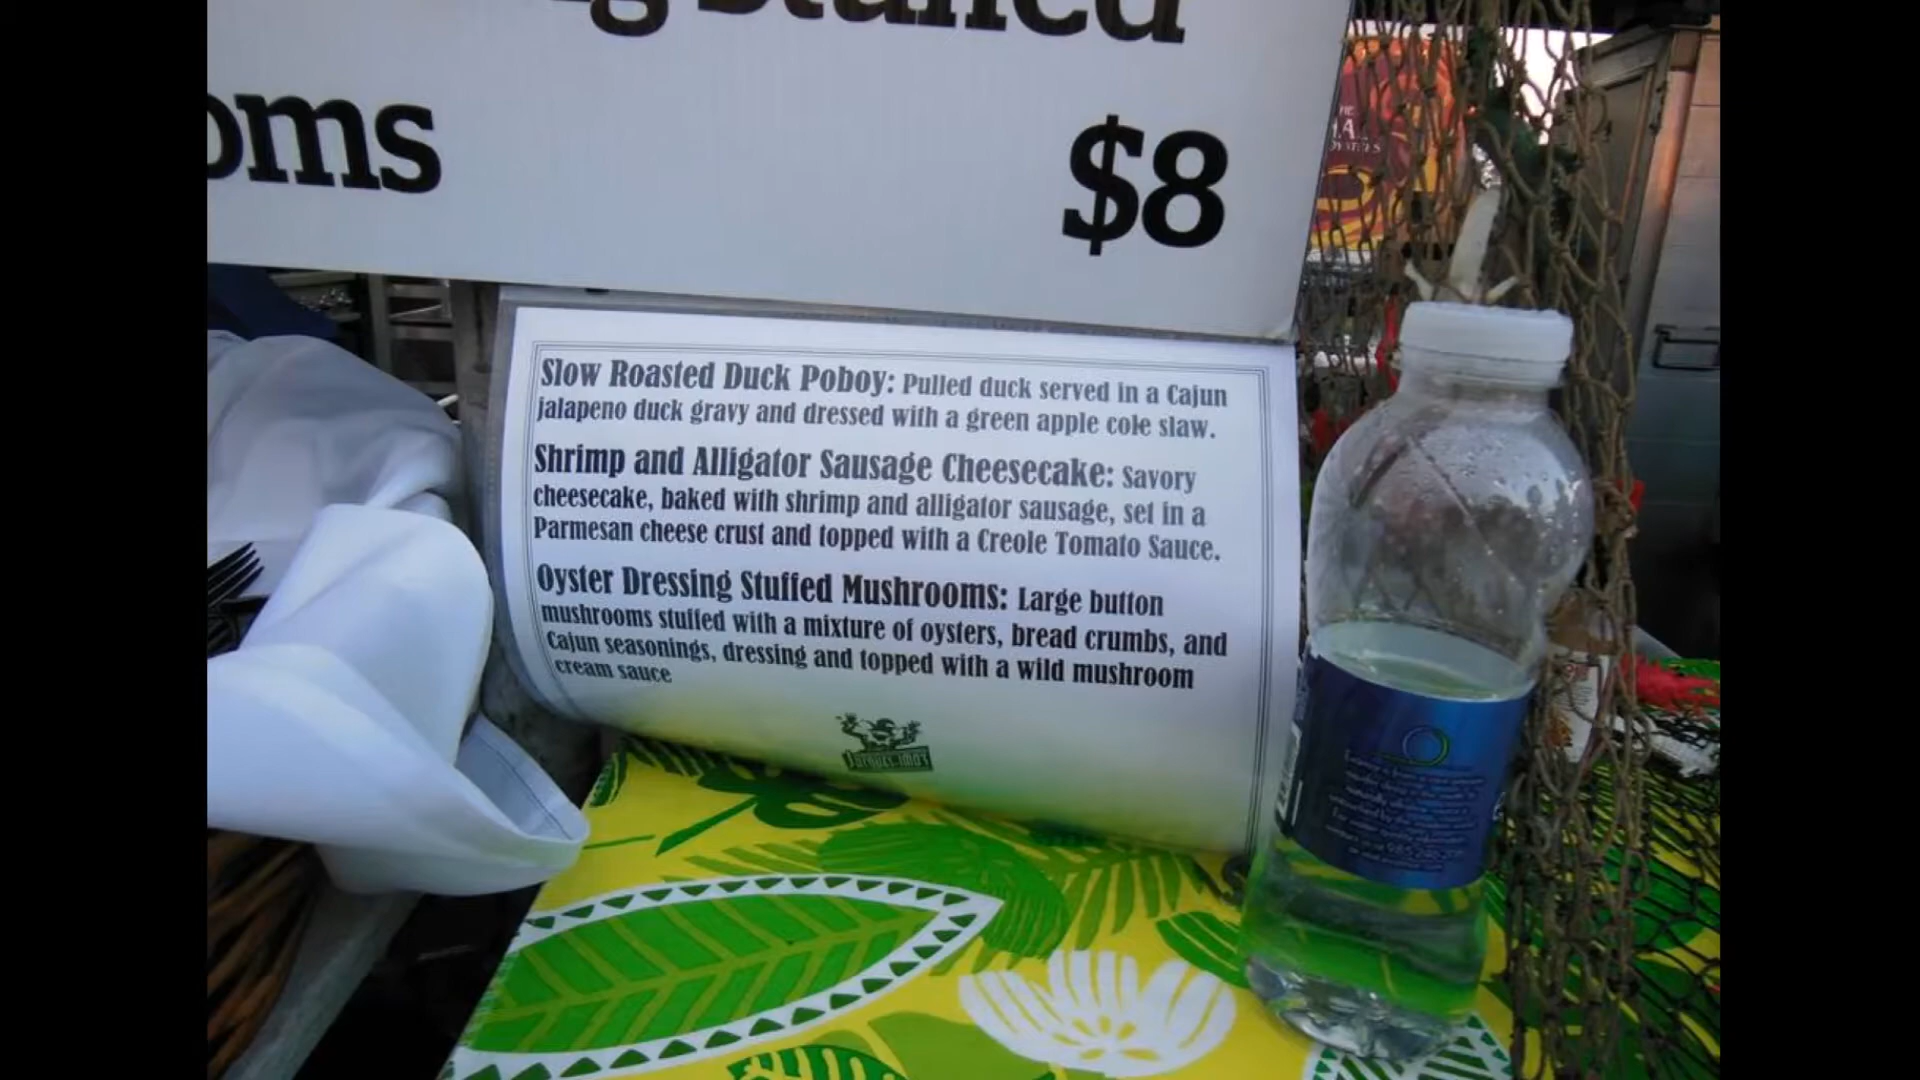 Stuffed
oms $8
Slow Roasted Duck Poboy: Pulled duck served in a Cajun
jalapeno duck gravy and dressed with a green apple cole slaw.
Shrimp and Alligator Sausage Cheesecake: Savory
cheesecake, baked with shrimp and alligator sausage, set in a
Parmesan cheese crust and topped with a Creole Tomato Sauce.
Oyster Dressing Stuffed Mushrooms: Large button
mushrooms stuffed with a mixture of oysters, bread crumbs, and
Cajun seasonings, dressing and topped with a wild mushroom
cream sauce
Jacques-Imo's